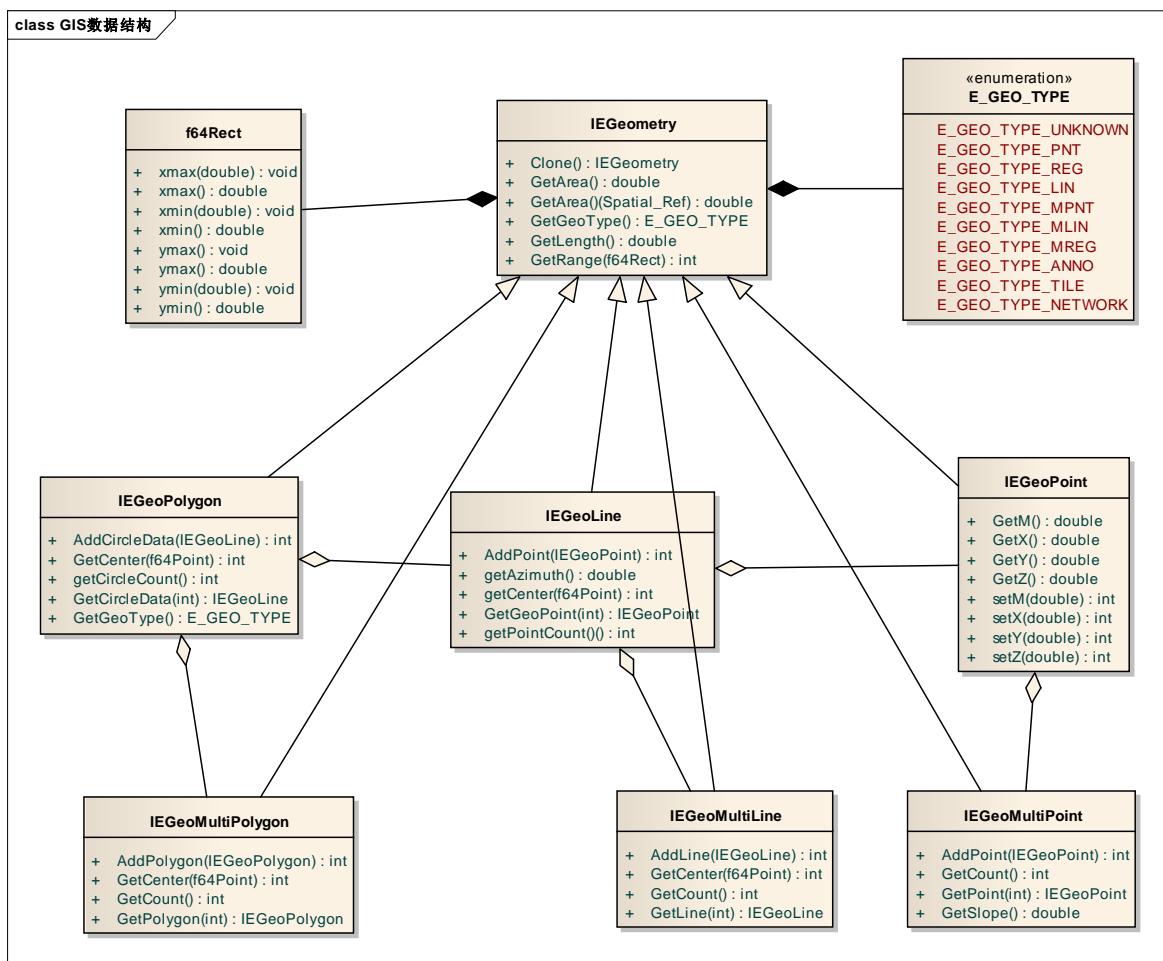 class GIS数据结构
f64Rect
+ xmax(double) : void
+ xmax() : double
+ xmin(double) : void
+ xmin() : double
+ ymax() : void
+ ymax() : double
+ ymin(double) : void
+ ymin() : double
IEGeometry
+ Clone() : IEGeometry
+ GetArea() : double
+ GetArea()(Spatial_Ref) : double
+ GetGeoType() : E_GEO_TYPE
+ GetLength() : double
+ GetRange(f64Rect) : int
«enumeration»
E_GEO_TYPE
E_GEO_TYPE_UNKNOWN
E_GEO_TYPE_PNT
E_GEO_TYPE_REG
E_GEO_TYPE_LIN
E_GEO_TYPE_MPNT
E_GEO_TYPE_MLIN
E_GEO_TYPE_MREG
E_GEO_TYPE_ANNO
E_GEO_TYPE_TILE
E_GEO_TYPE_NETWORK
IEGeoPolygon
+ AddCircleData(IEGeoLine) : int
+ GetCenter(f64Point) : int
+ getCircleCount() : int
+ GetCircleData(int) : IEGeoLine
+ GetGeoType() : E_GEO_TYPE
IEGeoLine
+ AddPoint(IEGeoPoint) : int
+ getAzimuth() : double
+ getCenter(f64Point) : int
+ GetGeoPoint(int) : IEGeoPoint
+ getPointCount()() : int
IEGeoPoint
+ GetM() : double
+ GetX() : double
+ GetY() : double
+ GetZ() : double
+ setM(double) : int
+ setX(double) : int
+ setY(double) : int
+ setZ(double) : int
IEGeoMultiPolygon
+ AddPolygon(IEGeoPolygon) : int
+ GetCenter(f64Point) : int
+ GetCount() : int
+ GetPolygon(int) : IEGeoPolygon
IEGeoMultiLine
+ AddLine(IEGeoLine) : int
+ GetCenter(f64Point) : int
+ GetCount() : int
+ GetLine(int) : IEGeoLine
IEGeoMultiPoint
+ AddPoint(IEGeoPoint) : int
+ GetCount() : int
+ GetPoint(int) : IEGeoPoint
+ GetSlope() : double